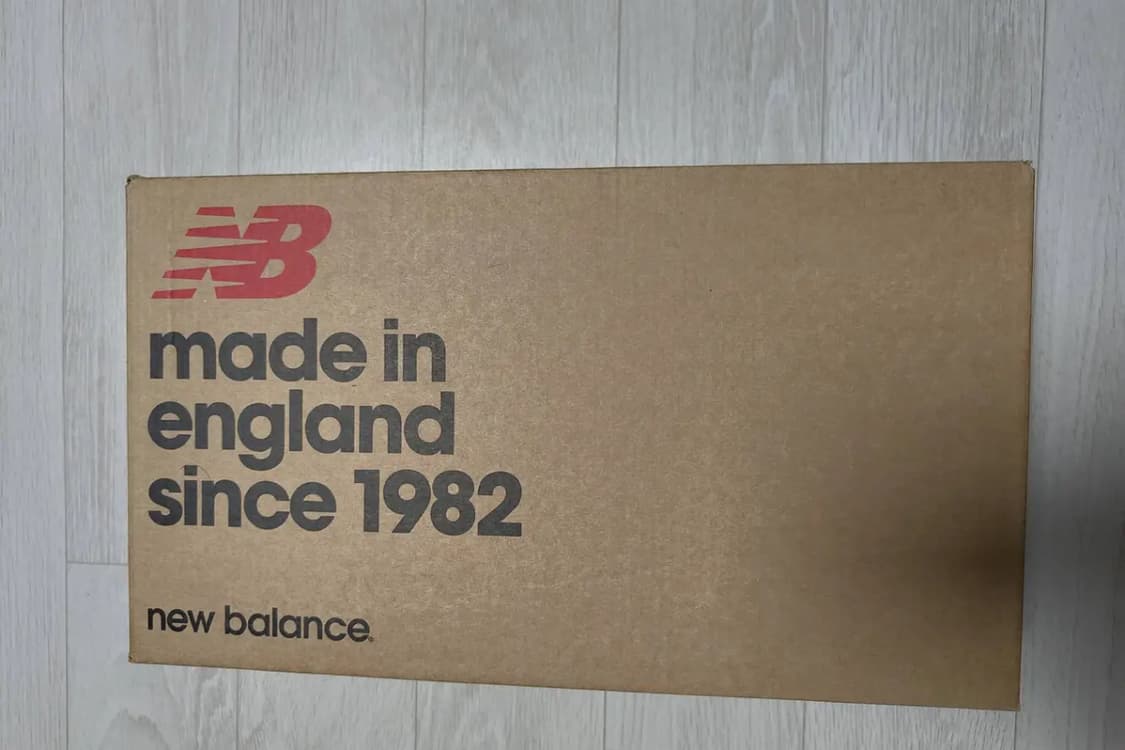 NB
made in
england
since 1982
new balance